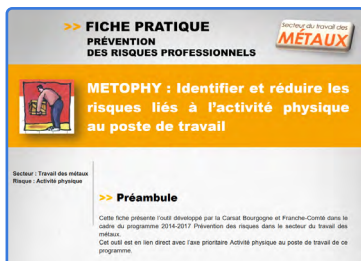 >> FICHE PRATIQUE
PRÉVENTION
DES RISQUES PROFESSIONNELS
Secteur du travail des
MÉTAUX
METOPHY : Identifier et réduire les
risques liés à l'activité physique
au poste de travail
Secteur : Travail des métaux
Risque : Activité physique
>> Préambule
Cette fiche présente l'outil développé par la Carsat Bourgogne et Franche-Comté dans le
cadre du programme 2014-2017 Prévention des risques dans le secteur du travail des
métaux.
Cet outil est en lien direct avec l'axe prioritaire Activité physique au poste de travail de ce
programme.